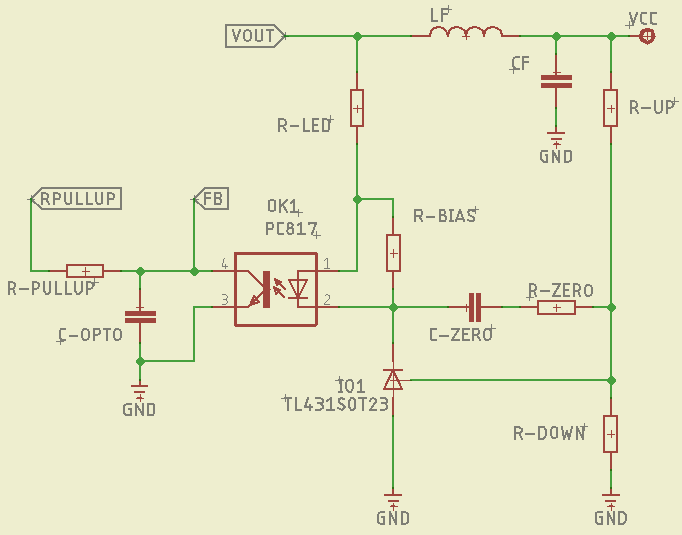 LF
VCC
VOUT
CF
R-LED
R-UP
GND
RPULLUP
FB
OK1
PC817
R-BIAS
4
1
R-PULLUP
R-ZERO
3
2
C-OPTO
C-ZERO
IO1
TL431SOT23
GND
R-DOWN
GND
GND